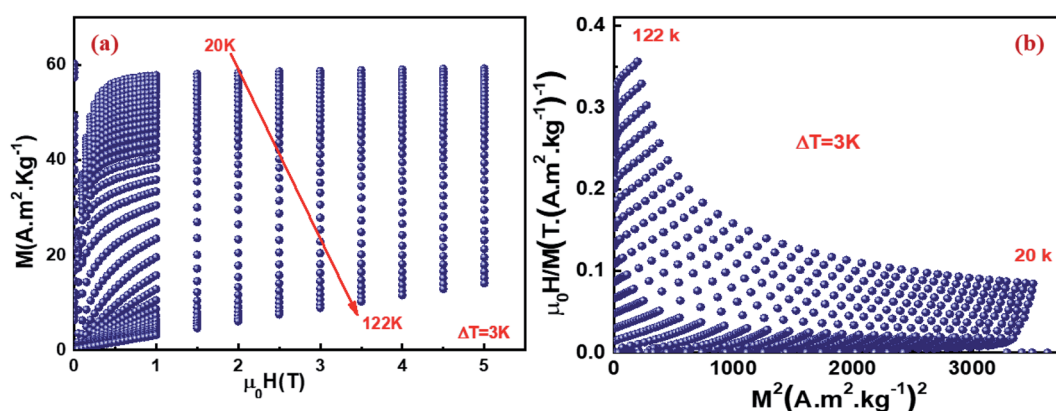 (a)
20K
122K
ΔT=3K
60
40
20
0
M(A.m².Kg⁻¹)
0
1
2
3
4
5
μ₀H(T)
(b)
122 k
ΔT=3K
20 k
0.4
0.3
0.2
0.1
0.0
μ₀H/M(T.(A.m².kg⁻¹)⁻¹)
0
1000
2000
3000
M²(A.m².kg⁻¹)²